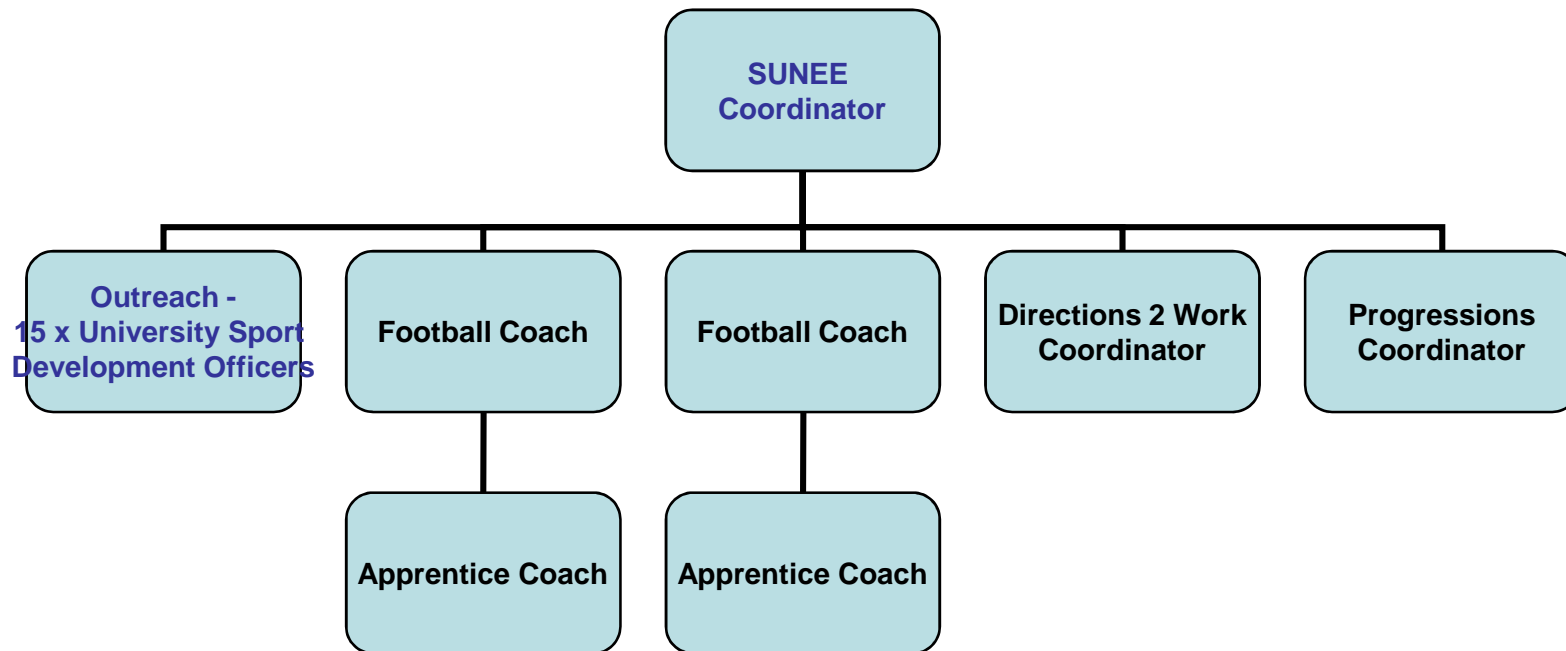 SUNEE
Coordinator
Outreach -
15 x University Sport
Development Officers
Football Coach
Football Coach
Directions 2 Work
Coordinator
Progressions
Coordinator
Apprentice Coach
Apprentice Coach